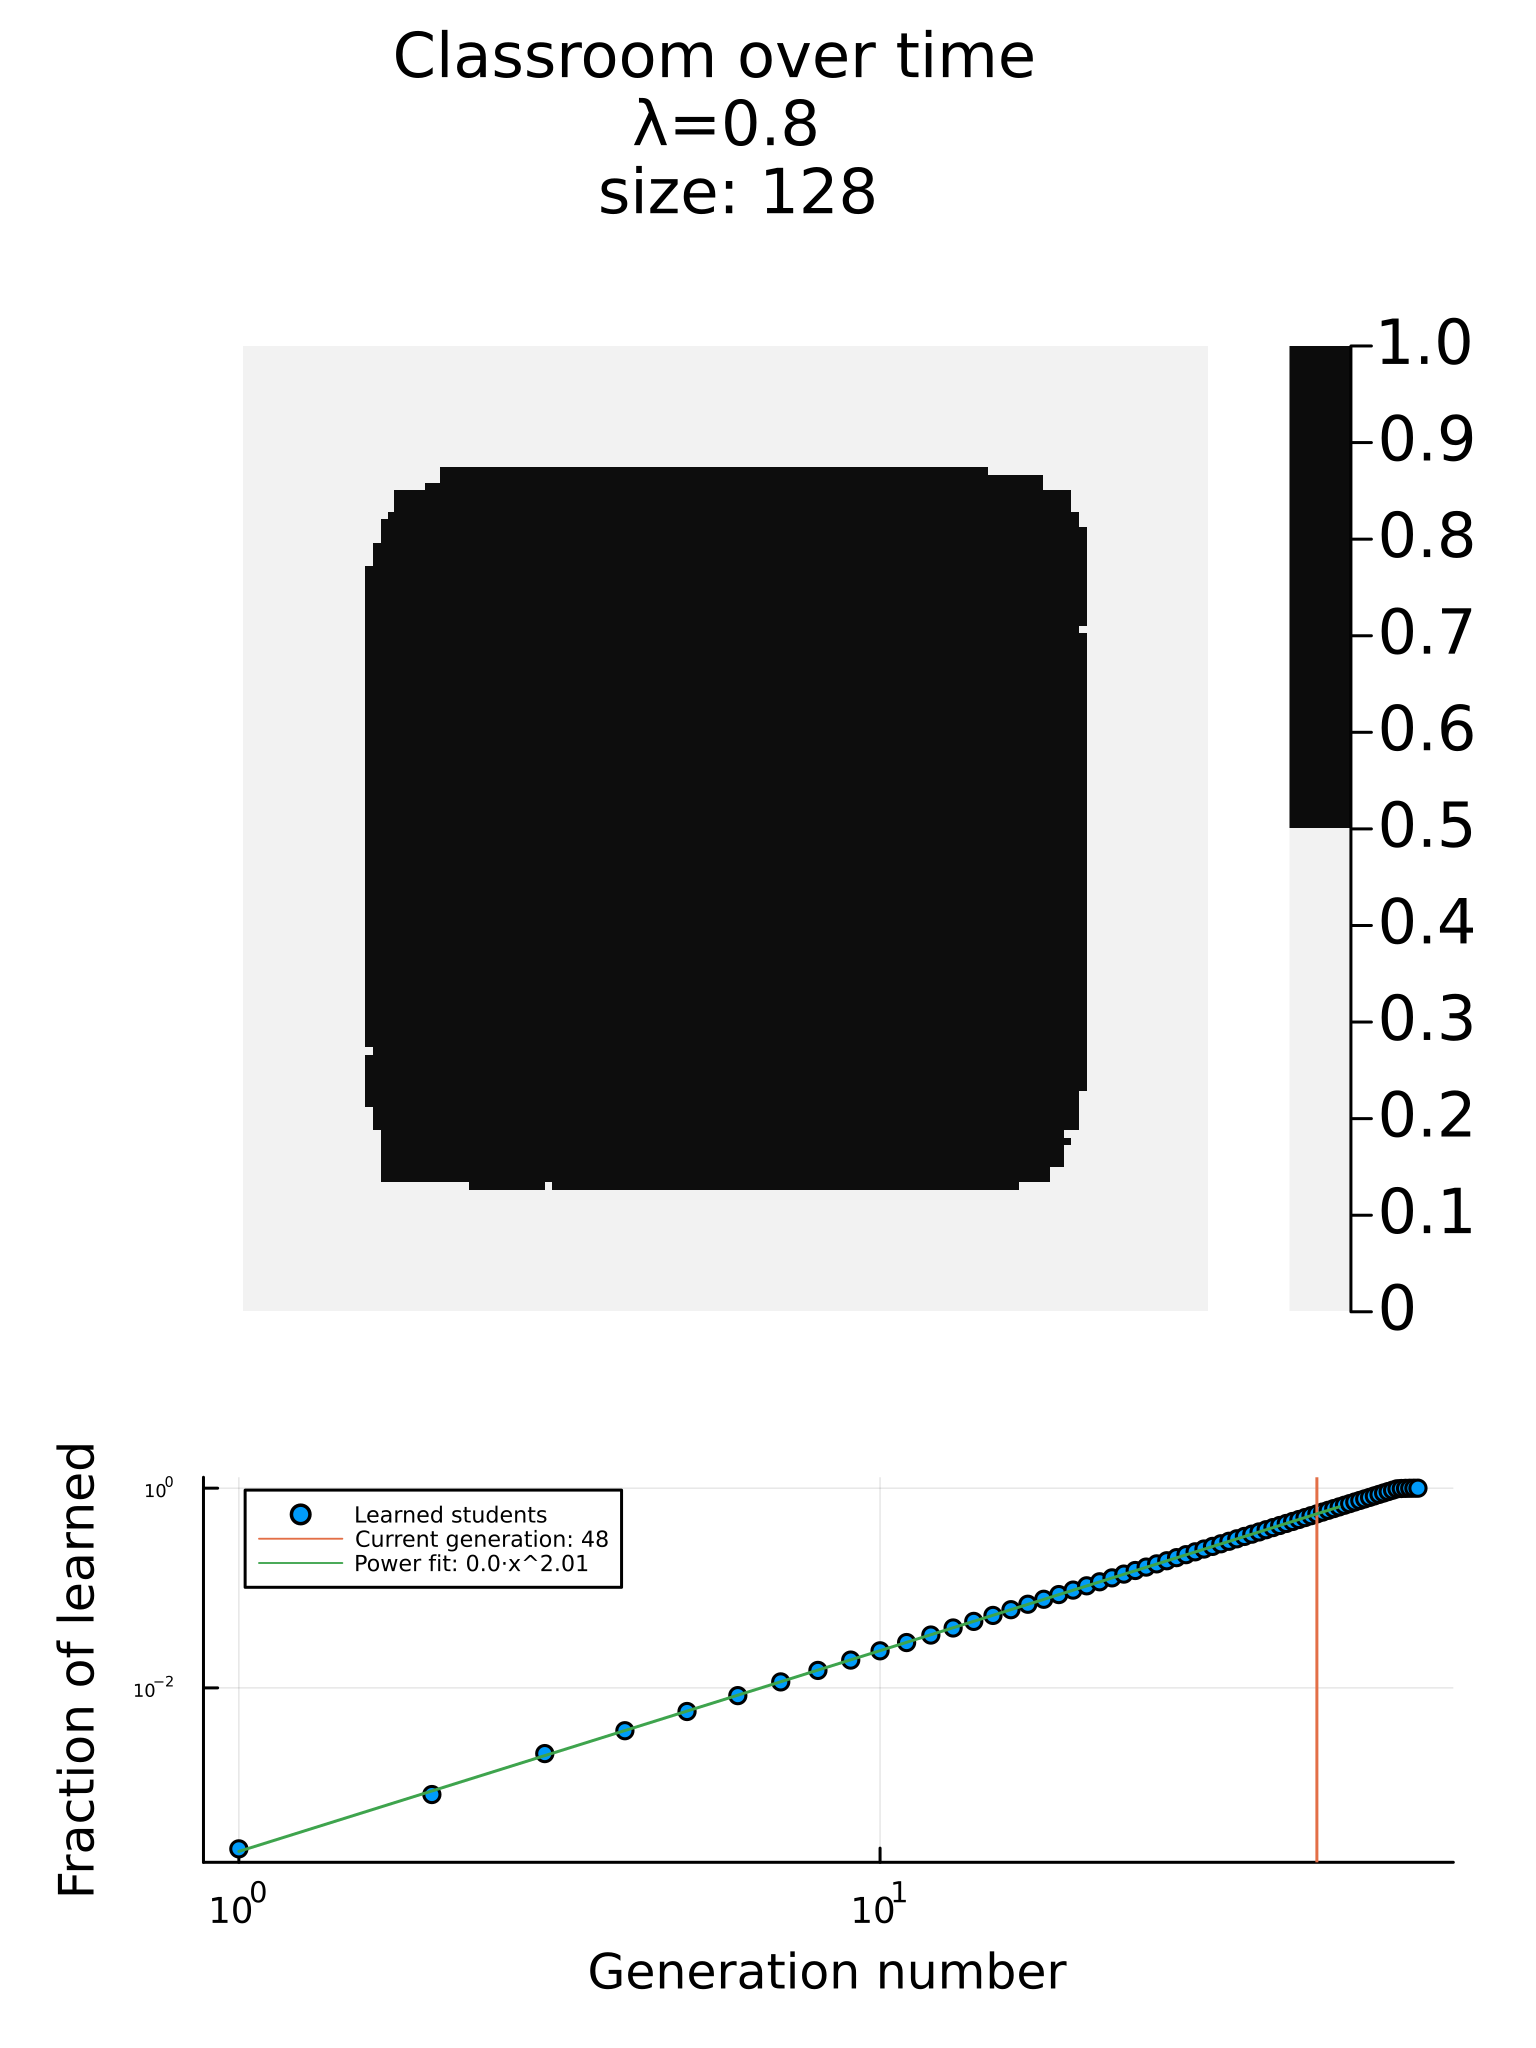 Classroom over time
λ=0.8
size: 128
1.0
0.9
0.8
0.7
0.6
0.5
0.4
0.3
0.2
0.1
0
Fraction of learned
10⁰
10⁻²
Learned students
Current generation: 48
Power fit: 0.0·x^2.01
10⁰
10¹
Generation number